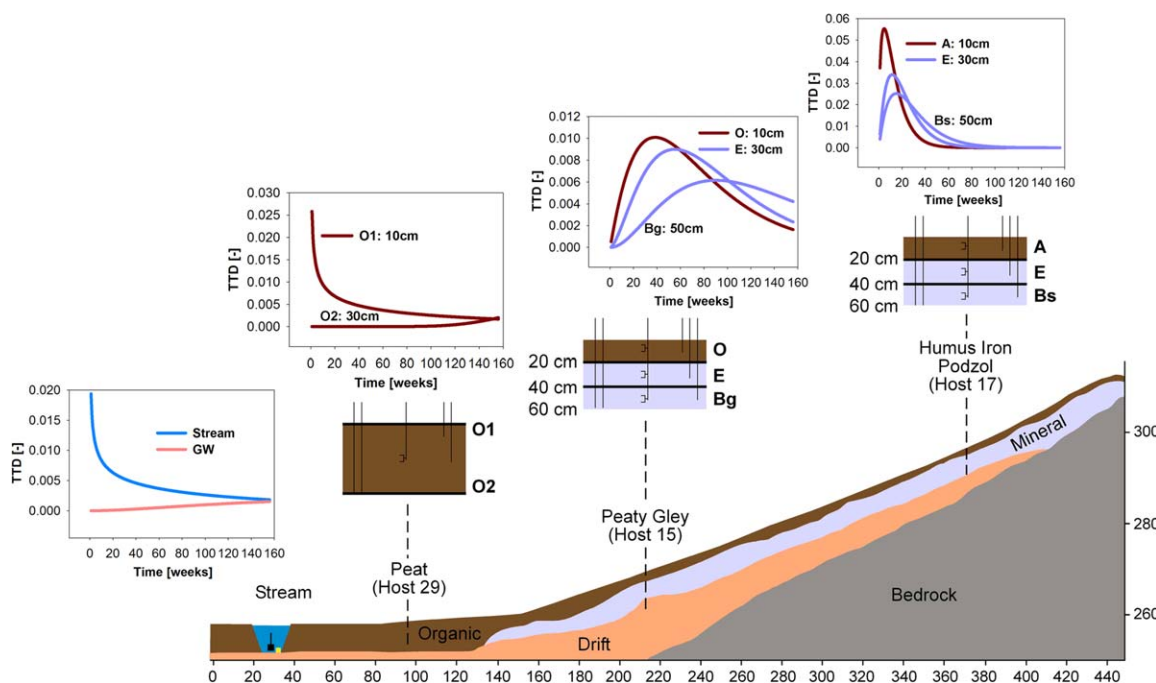 0.06
0.05
0.04
0.03
0.02
0.01
0.00
TTD [-]
A: 10cm
E: 30cm
Bs: 50cm
0 20 40 60 80 100 120 140 160
Time [weeks]
0.012
0.010
0.008
0.006
0.004
0.002
0.000
TTD [-]
O: 10cm
E: 30cm
Bg: 50cm
0 20 40 60 80 100 120 140 160
Time [weeks]
0.030
0.025
0.020
0.015
0.010
0.005
0.000
TTD [-]
O1: 10cm
O2: 30cm
0 20 40 60 80 100 120 140 160
Time [weeks]
0.020
0.015
0.010
0.005
0.000
TTD [-]
Stream
GW
0 20 40 60 80 100 120 140 160
Time [weeks]
20 cm
40 cm
60 cm
A
E
Bs
20 cm
40 cm
60 cm
O
E
Bg
O1
O2
Humus Iron
Podzol
(Host 17)
Peaty Gley
(Host 15)
Peat
(Host 29)
Stream
Mineral
Organic
Drift
Bedrock
300
280
260
0 20 40 60 80 100 120 140 160 180 200 220 240 260 280 300 320 340 360 380 400 420 440